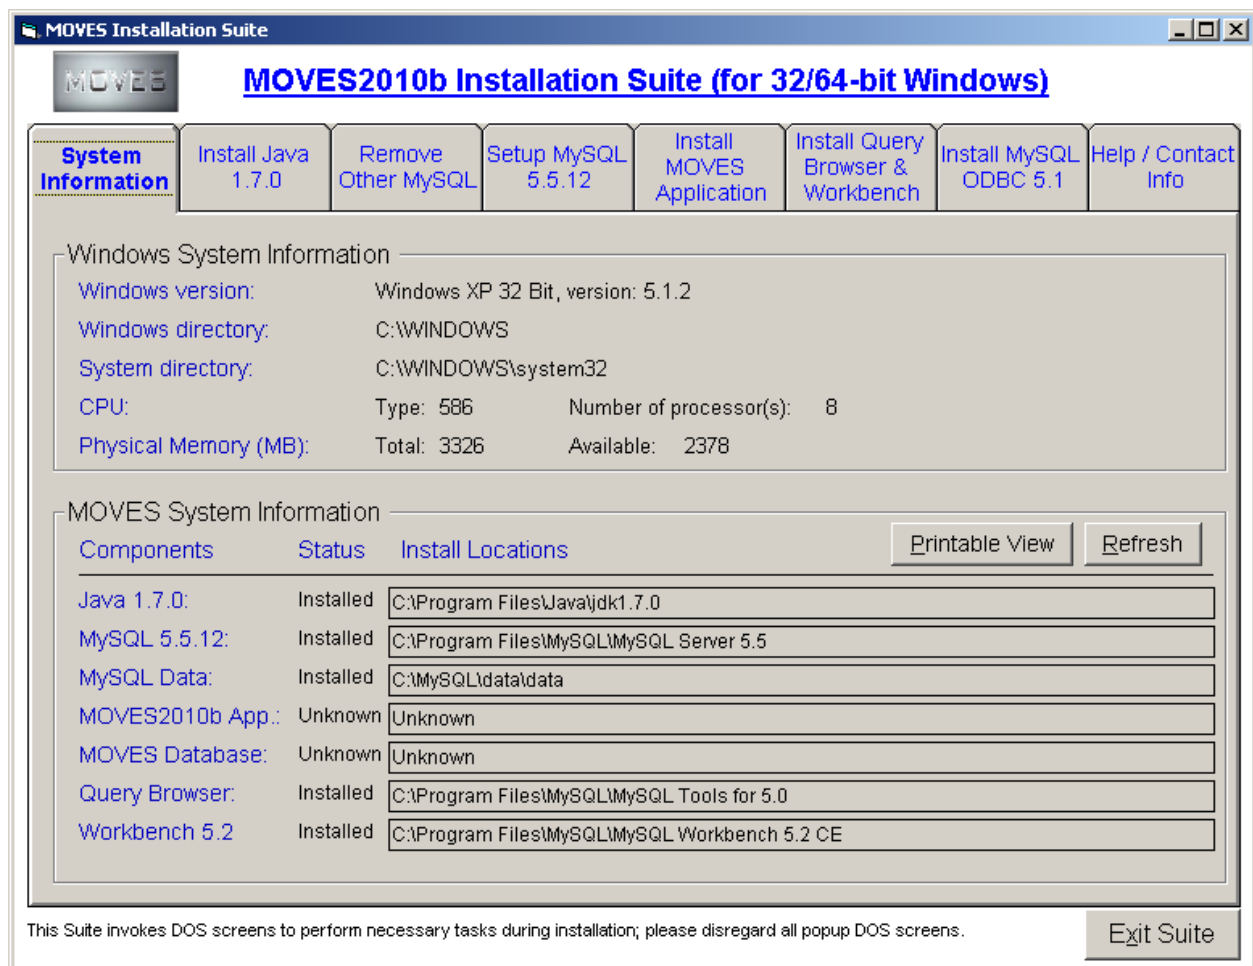 MOVES Installation Suite
MOVES
MOVES2010b Installation Suite (for 32/64-bit Windows)
System
Information
Install Java
1.7.0
Remove
Other MySQL
Setup MySQL
5.5.12
Install
MOVES
Application
Install Query
Browser &
Workbench
Install MySQL
ODBC 5.1
Help / Contact
Info
Windows System Information
Windows version: Windows XP 32 Bit, version: 5.1.2
Windows directory: C:\WINDOWS
System directory: C:\WINDOWS\system32
CPU: Type: 586 Number of processor(s): 8
Physical Memory (MB): Total: 3326 Available: 2378
MOVES System Information
Components Status Install Locations Printable View Refresh
Java 1.7.0: Installed C:\Program Files\Java\jdk1.7.0
MySQL 5.5.12: Installed C:\Program Files\MySQL\MySQL Server 5.5
MySQL Data: Installed C:\MySQL\data\data
MOVES2010b App.: Unknown Unknown
MOVES Database: Unknown Unknown
Query Browser: Installed C:\Program Files\MySQL\MySQL Tools for 5.0
Workbench 5.2 Installed C:\Program Files\MySQL\MySQL Workbench 5.2 CE
This Suite invokes DOS screens to perform necessary tasks during installation; please disregard all popup DOS screens.
Exit Suite